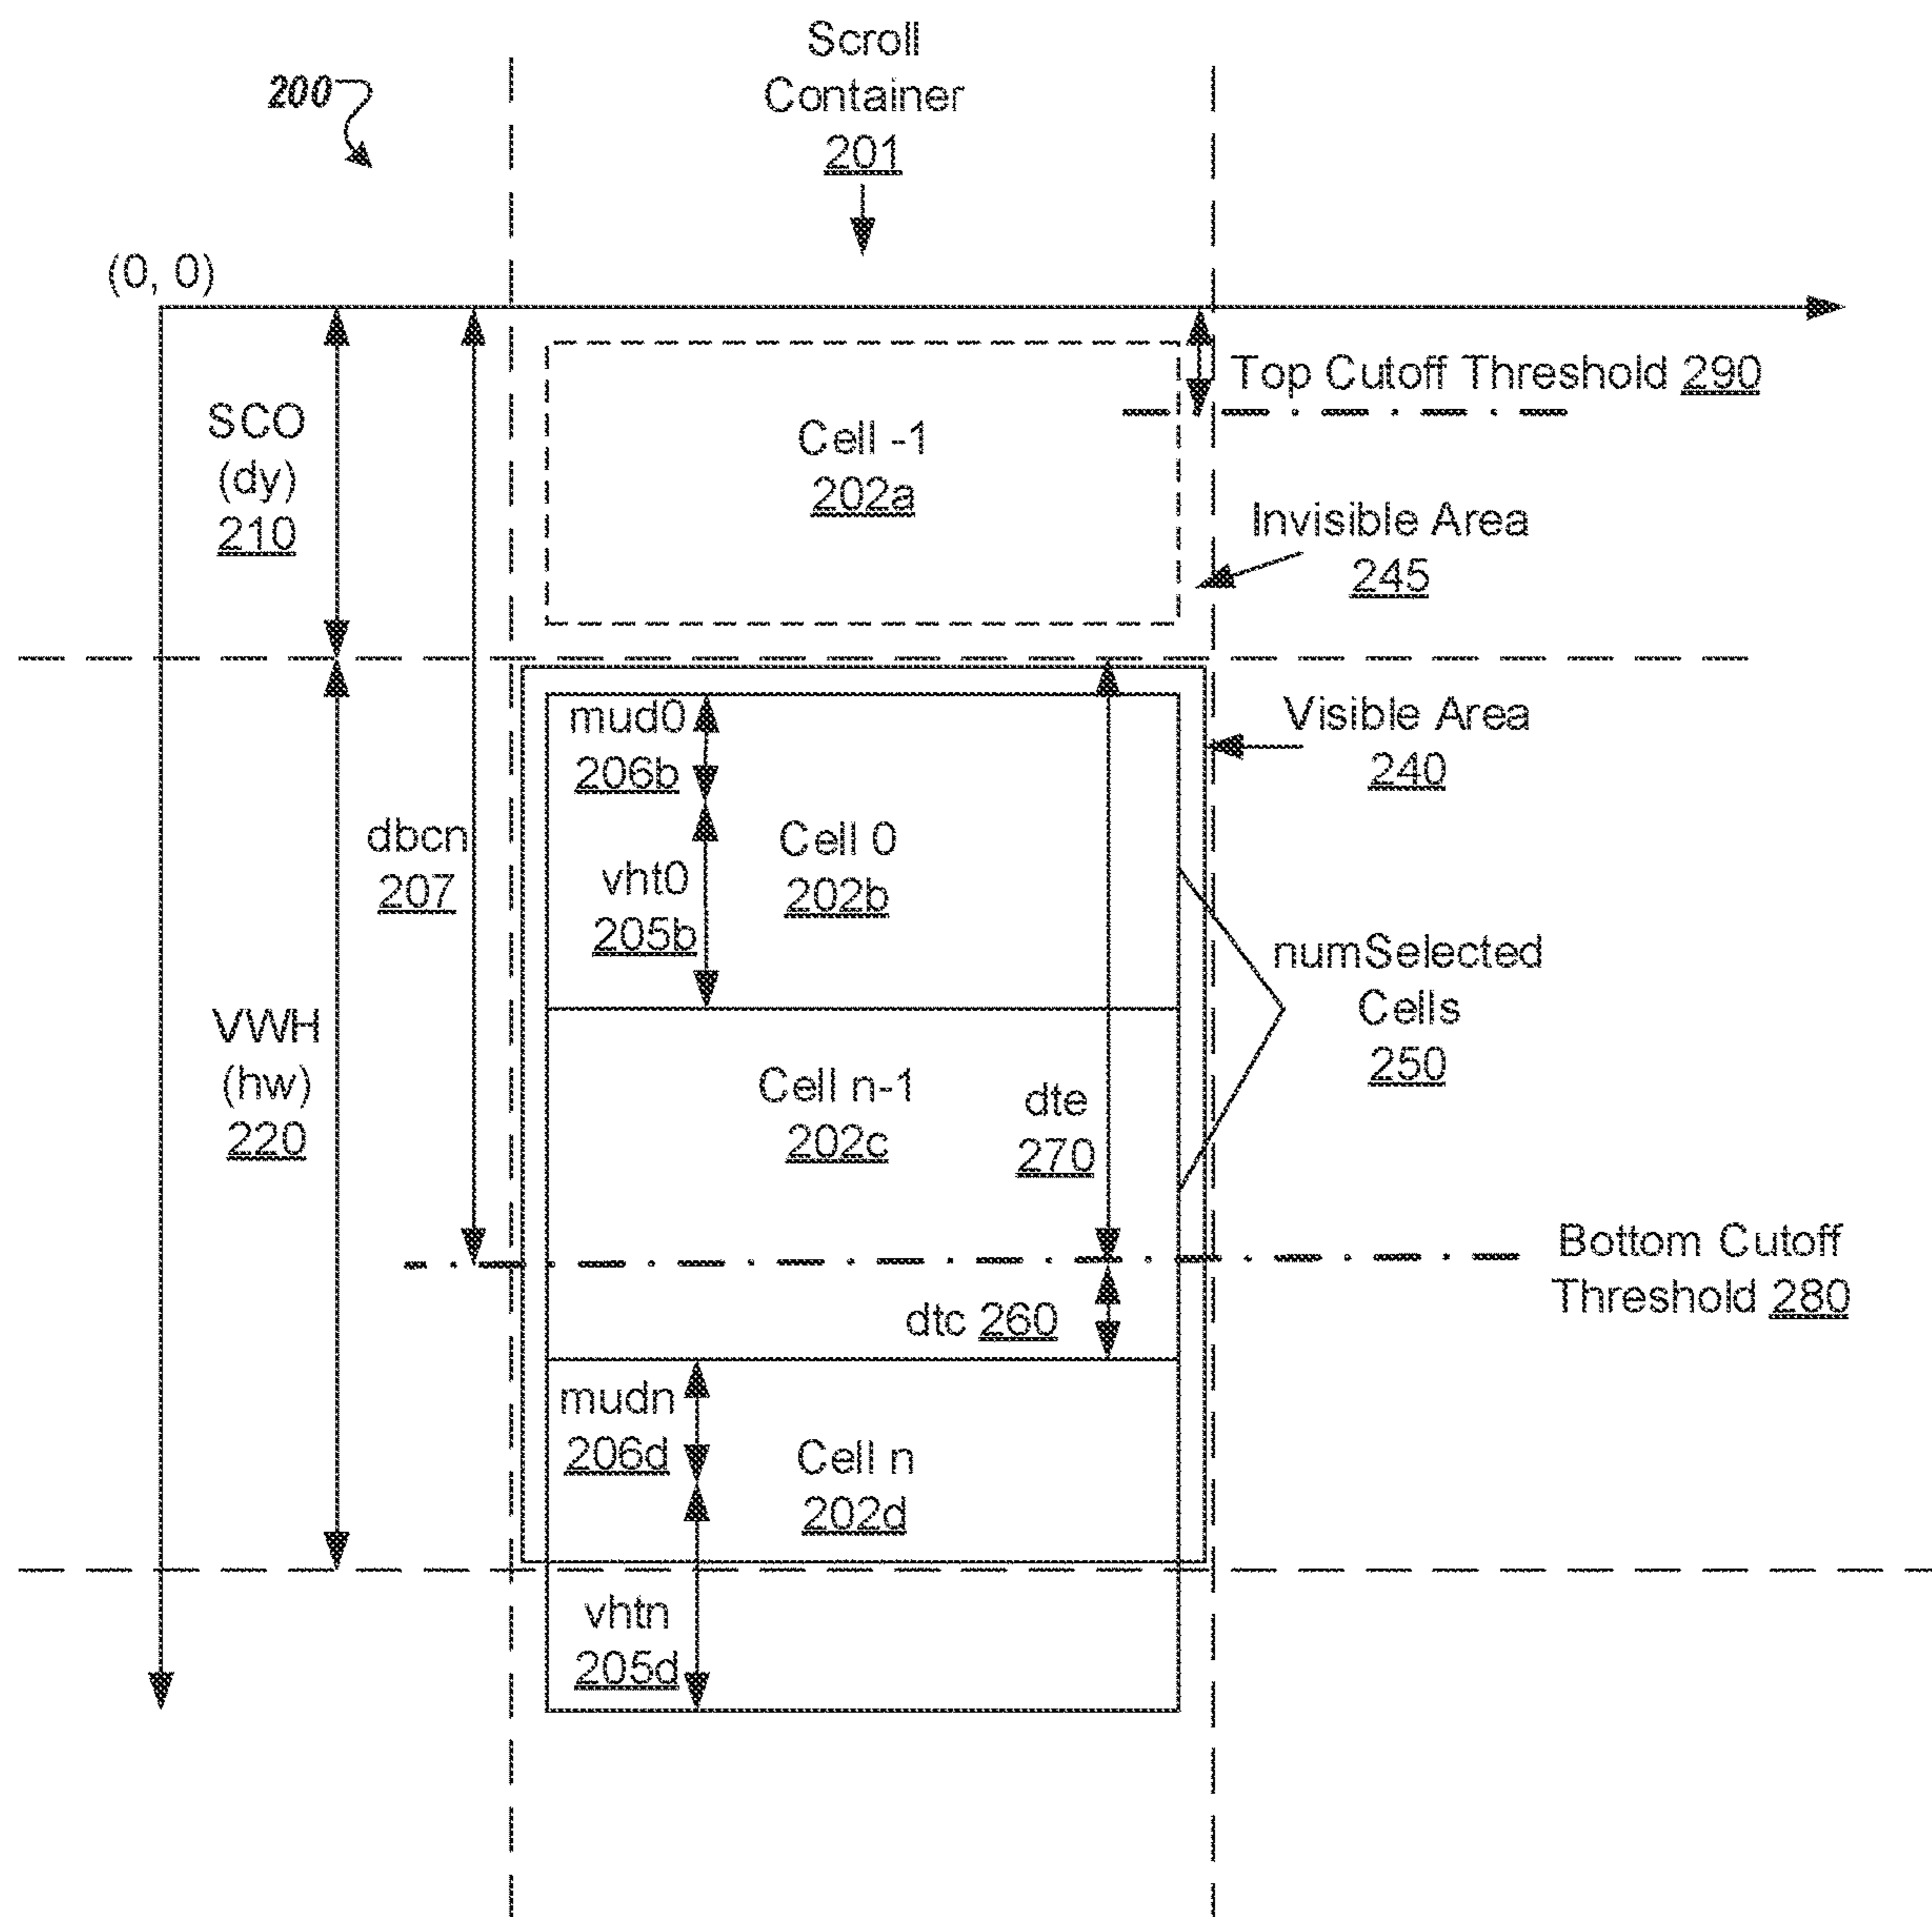 200
Scroll
Container
201
(0, 0)
Top Cutoff Threshold 290
SCO
(dy)
210
Cell -1
202a
Invisible Area
245
mud0
206b
Visible Area
240
dbcn
207
Cell 0
202b
vht0
205b
numSelected
Cells
250
VWH
(hw)
220
Cell n-1
202c
dte
270
Bottom Cutoff
Threshold 280
dtc 260
mudn
206d
Cell n
202d
vhtn
205d